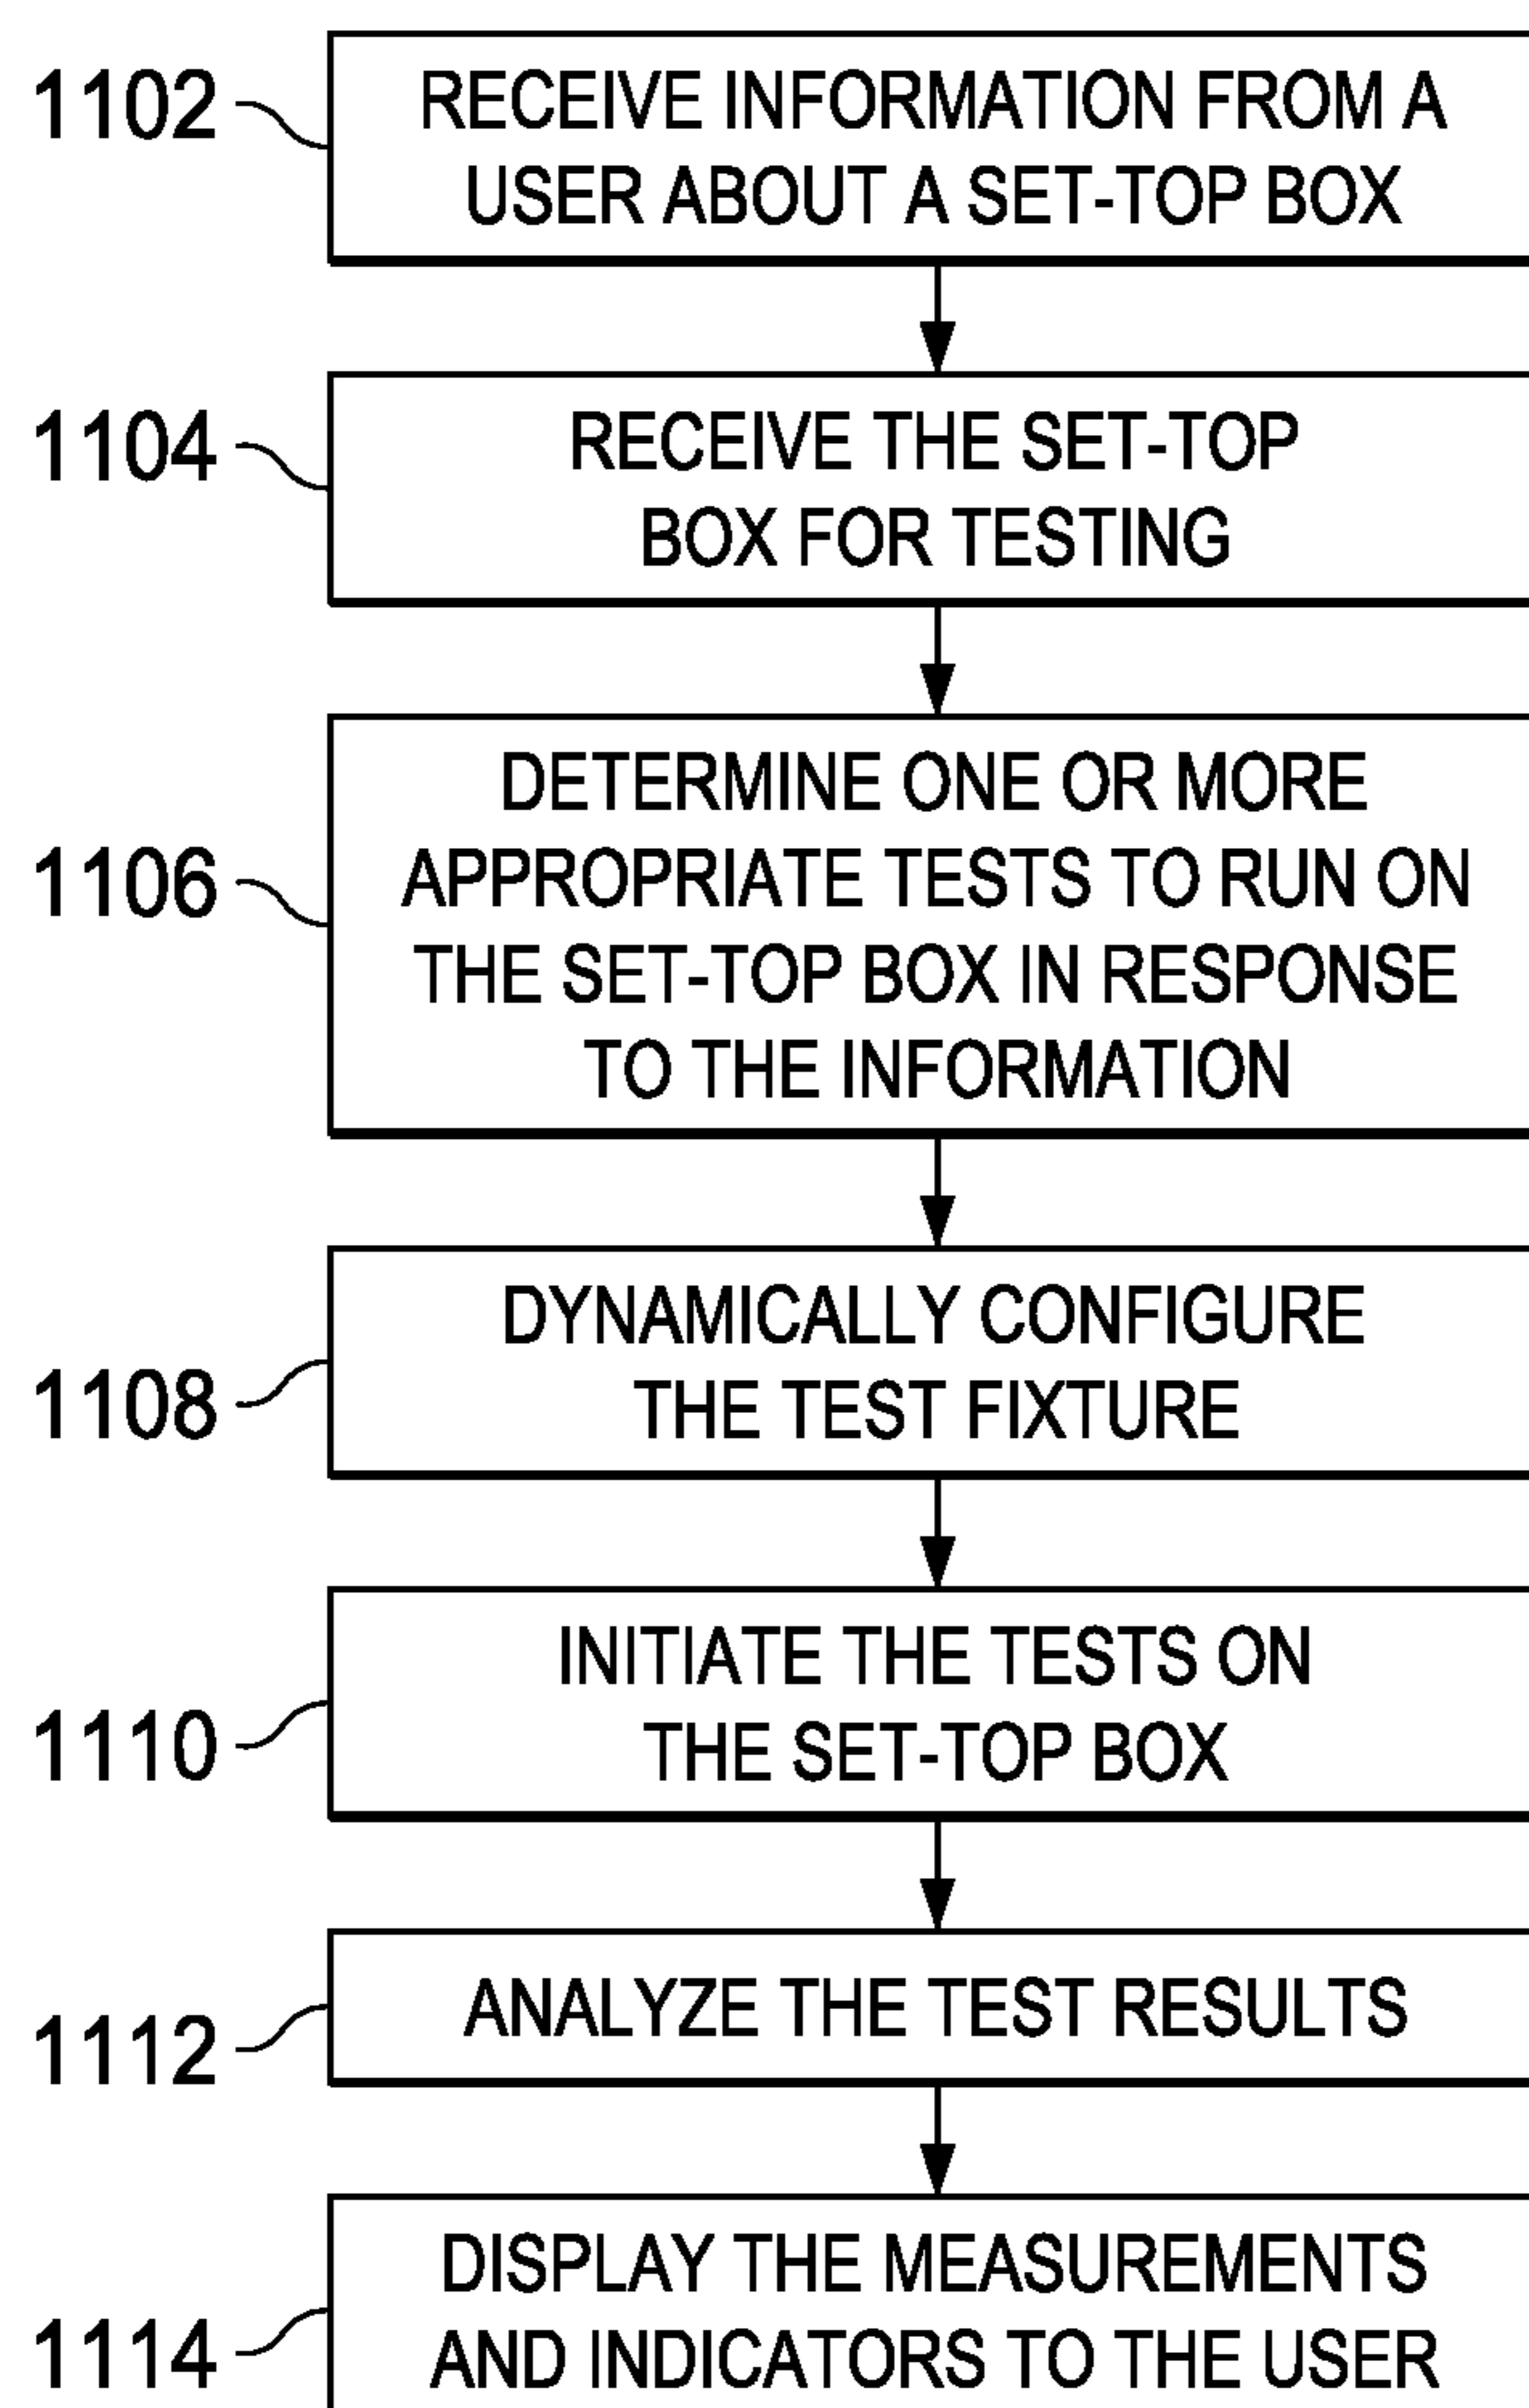 1102
RECEIVE INFORMATION FROM A
USER ABOUT A SET-TOP BOX
1104
RECEIVE THE SET-TOP
BOX FOR TESTING
1106
DETERMINE ONE OR MORE
APPROPRIATE TESTS TO RUN ON
THE SET-TOP BOX IN RESPONSE
TO THE INFORMATION
1108
DYNAMICALLY CONFIGURE
THE TEST FIXTURE
1110
INITIATE THE TESTS ON
THE SET-TOP BOX
1112
ANALYZE THE TEST RESULTS
1114
DISPLAY THE MEASUREMENTS
AND INDICATORS TO THE USER